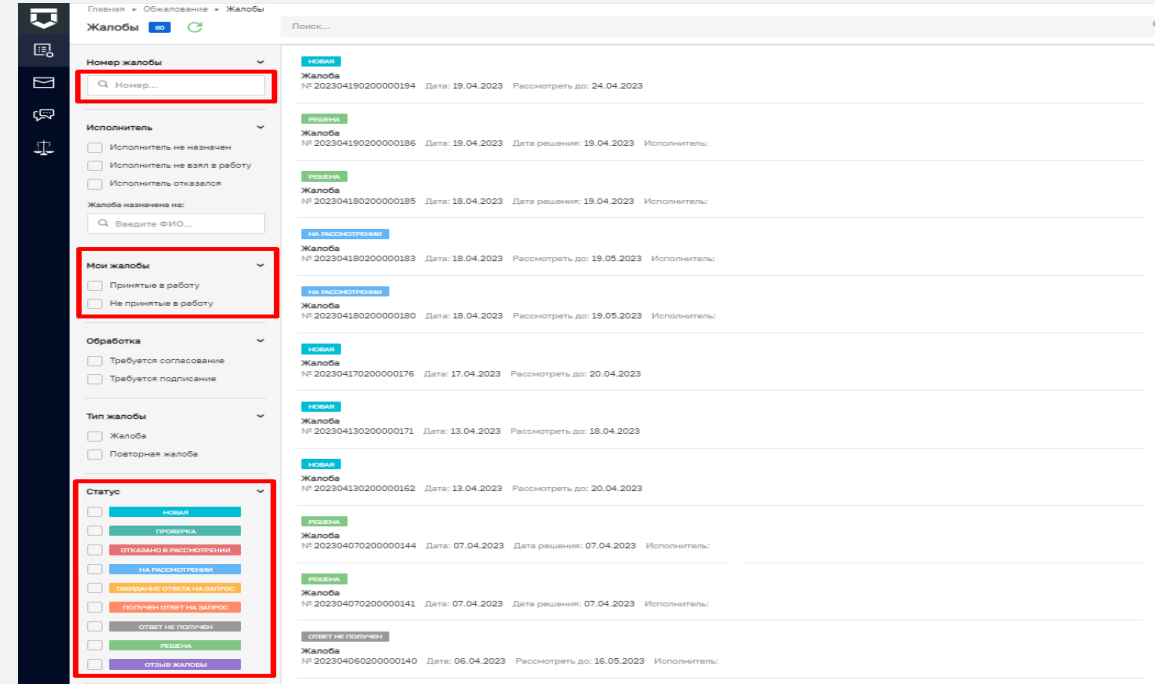 Главная ▸ Обжалование ▸ Жалобы
Жалобы 60
Поиск...
Номер жалобы
Номер...
Исполнитель
Исполнитель не назначен
Исполнитель не взял в работу
Исполнитель отказался
Жалоба назначена на:
Введите ФИО...
Мои жалобы
Принятые в работу
Не принятые в работу
Обработка
Требуется согласование
Требуется подписание
Тип жалобы
Жалоба
Повторная жалоба
Статус
НОВАЯ
ПРОВЕРКА
ОТКАЗАНО В РАССМОТРЕНИИ
НА РАССМОТРЕНИИ
ОЖИДАНИЕ ОТВЕТА НА ЗАПРОС
ПОЛУЧЕН ОТВЕТ НА ЗАПРОС
ОТВЕТ НЕ ПОЛУЧЕН
РЕШЕНА
ОТЗЫВ ЖАЛОБЫ
НОВАЯ
Жалоба
№ 202304190200000194 Дата: 19.04.2023 Рассмотреть до: 24.04.2023
РЕШЕНА
Жалоба
№ 202304190200000186 Дата: 19.04.2023 Дата решения: 19.04.2023 Исполнитель:
РЕШЕНА
Жалоба
№ 202304180200000185 Дата: 18.04.2023 Дата решения: 19.04.2023 Исполнитель:
НА РАССМОТРЕНИИ
Жалоба
№ 202304180200000183 Дата: 18.04.2023 Рассмотреть до: 19.05.2023 Исполнитель:
НА РАССМОТРЕНИИ
Жалоба
№ 202304180200000180 Дата: 18.04.2023 Рассмотреть до: 19.05.2023 Исполнитель:
НОВАЯ
Жалоба
№ 202304170200000176 Дата: 17.04.2023 Рассмотреть до: 20.04.2023
НОВАЯ
Жалоба
№ 202304130200000171 Дата: 13.04.2023 Рассмотреть до: 18.04.2023
НОВАЯ
Жалоба
№ 202304130200000162 Дата: 13.04.2023 Рассмотреть до: 20.04.2023
РЕШЕНА
Жалоба
№ 202304070200000144 Дата: 07.04.2023 Дата решения: 07.04.2023 Исполнитель:
РЕШЕНА
Жалоба
№ 202304070200000141 Дата: 07.04.2023 Дата решения: 07.04.2023 Исполнитель:
ОТВЕТ НЕ ПОЛУЧЕН
Жалоба
№ 202304060200000140 Дата: 06.04.2023 Рассмотреть до: 16.05.2023 Исполнитель: